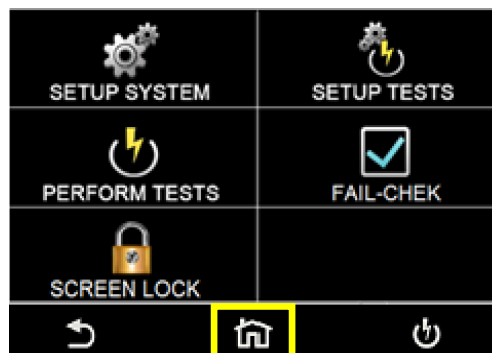 SETUP SYSTEM
SETUP TESTS
PERFORM TESTS
FAIL-CHEK
SCREEN LOCK